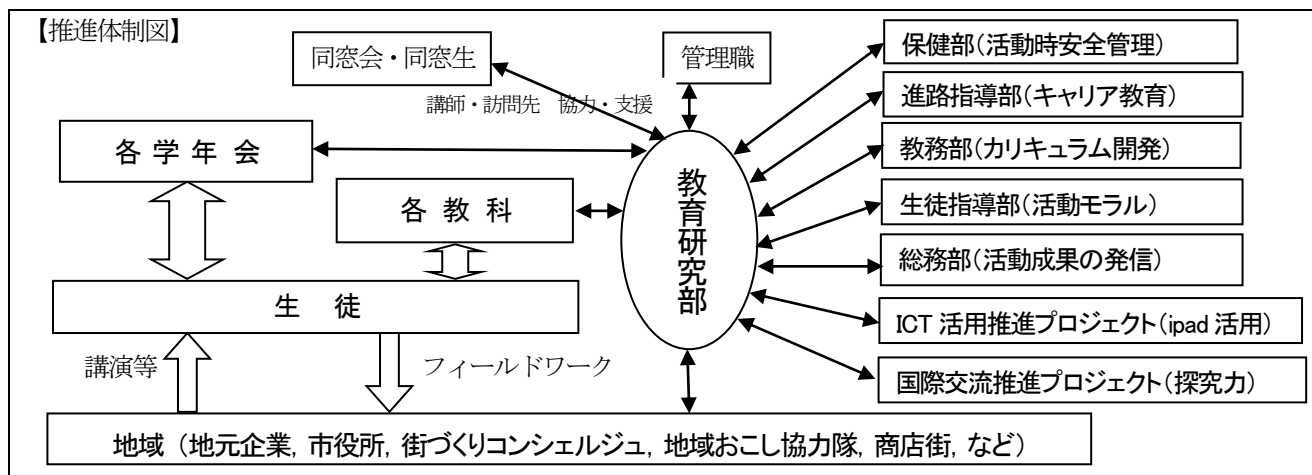 【推進体制図】
同窓会・同窓生
管理職
保健部(活動時安全管理)
講師・訪問先　協力・支援
進路指導部(キャリア教育)
各 学 年 会
教務部(カリキュラム開発)
各 教 科
教育研究部
生徒指導部(活動モラル)
総務部(活動成果の発信)
生　徒
ICT 活用推進プロジェクト(ipad 活用)
講演等
フィールドワーク
国際交流推進プロジェクト(探究力)
地域（地元企業, 市役所, 街づくりコンシェルジュ, 地域おこし協力隊, 商店街, など）